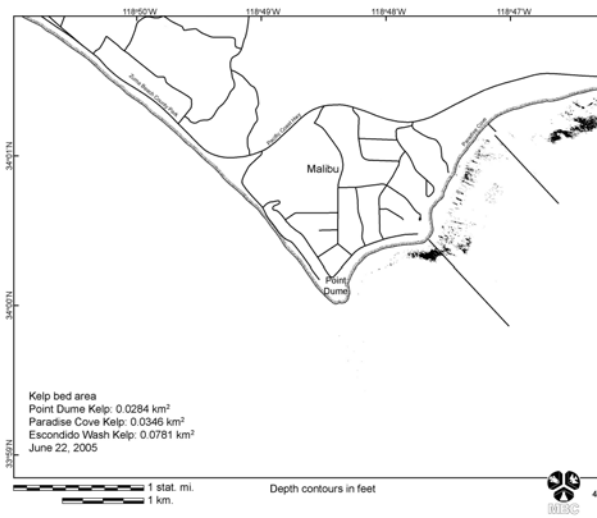 118°50'W
118°49'W
118°48'W
118°47'W
Zuma Beach County Park
Pacific Coast Hwy
Paradise Cove
34°01'N
Malibu
Point
Dume
34°00'N
Kelp bed area
Point Dume Kelp: 0.0284 km²
Paradise Cove Kelp: 0.0346 km²
Escondido Wash Kelp: 0.0781 km²
June 22, 2005
33°59'N
1 stat. mi.
1 km.
Depth contours in feet
MBC
4